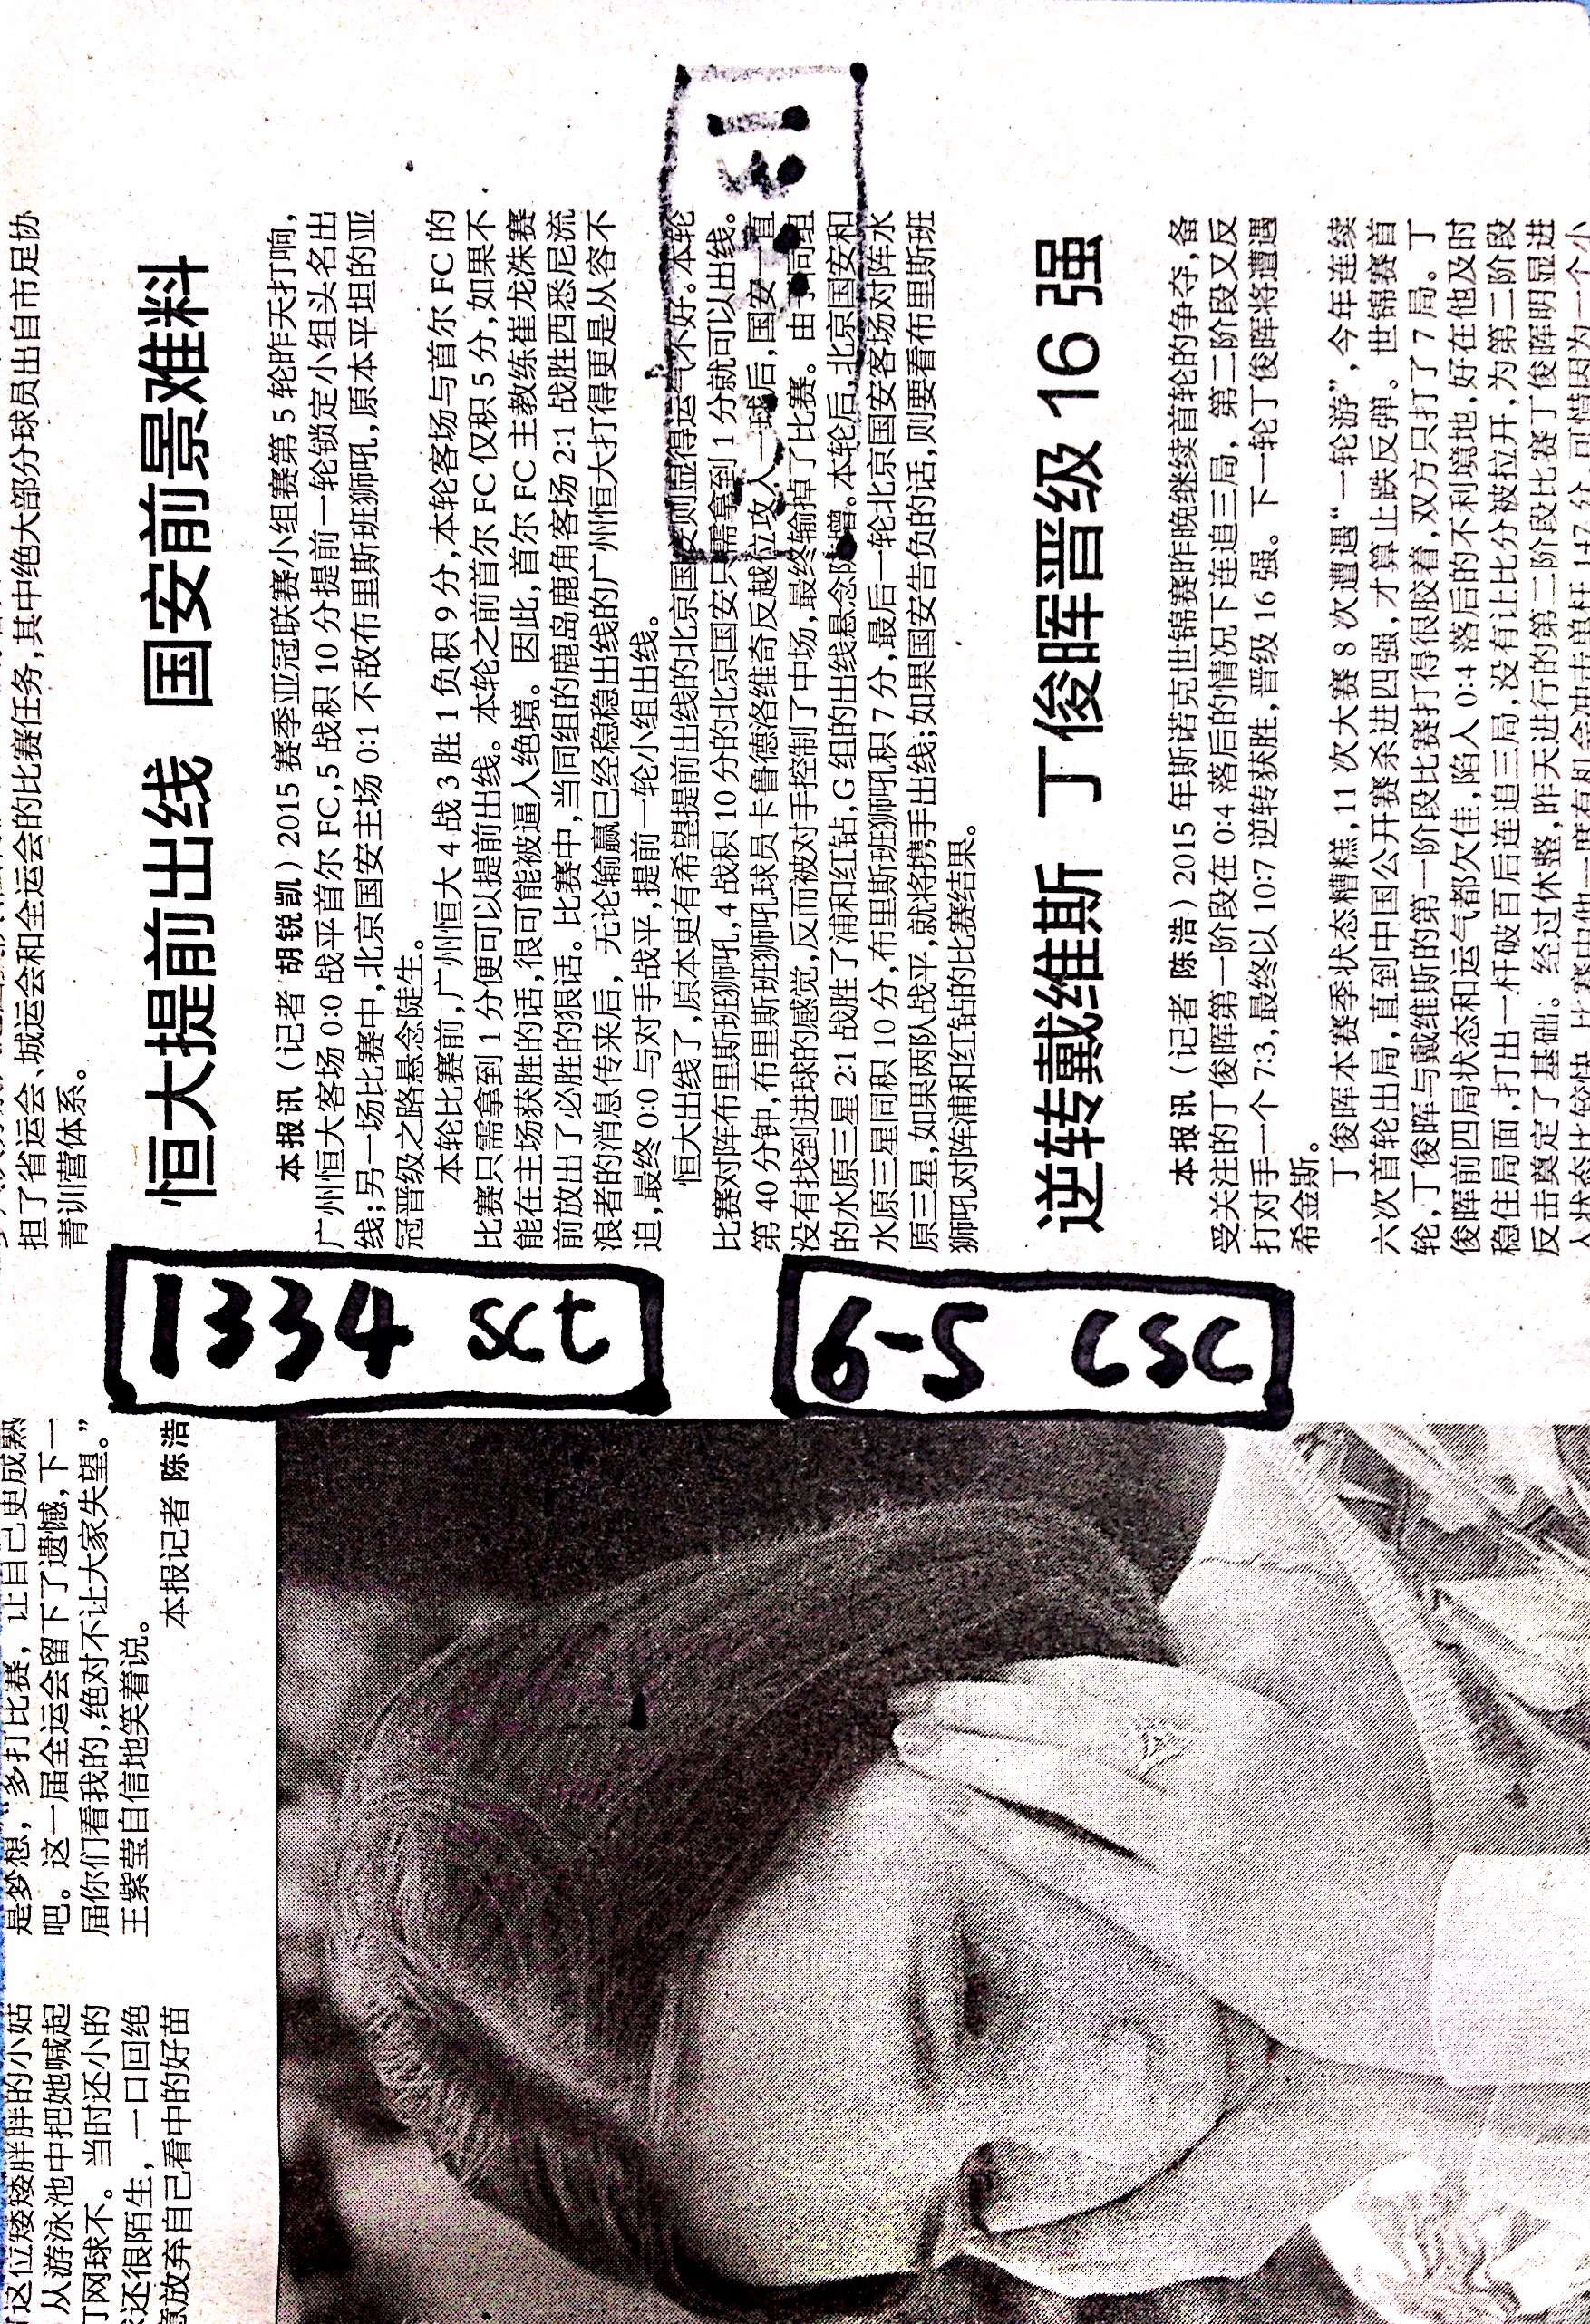 担了省运会、城运会和全运会的比赛任务,其中绝大部分球员出自市足协
青训营体系。
恒大提前出线 国安前景难料
本报讯(记者 胡锐凯)2015 赛季亚冠联赛小组赛第 5 轮昨天打响,
广州恒大客场 0:0 战平首尔 FC,5 战积 10 分提前一轮锁定小组头名出
线;另一场比赛中,北京国安主场 0:1 不敌布里斯班狮吼,原本平坦的亚
冠晋级之路悬念陡生。
本轮比赛前,广州恒大 4 战 3 胜 1 负积 9 分,本轮客场与首尔 FC 的
比赛只需拿到 1 分便可以提前出线。本轮之前首尔 FC 仅积 5 分,如果不
能在主场获胜的话,很可能被逼入绝境。因此,首尔 FC 主教练崔龙洙赛
前放出了必胜的狠话。比赛中,当同组的鹿岛鹿角客场 2:1 战胜西悉尼流
浪者的消息传来后,无论输赢已经稳稳出线的广州恒大打得更是从容不
迫,最终 0:0 与对手战平,提前一轮小组出线。
恒大出线了,原本更有希望提前出线的北京国安则显得运气不好。本轮
比赛对阵布里斯班狮吼,4 战积 10 分的北京国安只需拿到 1 分就可以出线。
第 40 分钟,布里斯班狮吼球员卡鲁德洛维奇反越位攻入一球后,国安一直
没有找到进球的感觉,反而被对手控制了中场,最终输掉了比赛。由于同组
的水原三星 2:1 战胜了浦和红钻,G 组的出线悬念陡增。本轮后,北京国安和
水原三星同积 10 分,布里斯班狮吼积 7 分,最后一轮北京国安客场对阵水
原三星,如果两队战平,就将携手出线;如果国安告负的话,则要看布里斯班
狮吼对阵浦和红钻的比赛结果。
逆转戴维斯 丁俊晖晋级 16 强
本报讯(记者 陈浩)2015 年斯诺克世锦赛昨晚继续首轮的争夺,备
受关注的丁俊晖第一阶段在 0:4 落后的情况下连追三局,第二阶段又反
打对手一个 7:3,最终以 10:7 逆转获胜,晋级 16 强。下一轮丁俊晖将遭遇
希金斯。
丁俊晖本赛季状态糟糕,11 次大赛 8 次遭遇“一轮游”,今年连续
六次首轮出局,直到中国公开赛杀进四强,才算止跌反弹。世锦赛首
轮,丁俊晖与戴维斯的第一阶段比赛打得很胶着,双方只打了 7 局。丁
俊晖前四局状态和运气都欠佳,陷入 0:4 落后的不利境地,好在他及时
稳住局面,打出一杆破百后连追三局,没有让比分被拉开,为第二阶段
反击奠定了基础。经过休整,昨天进行的第二阶段比赛丁俊晖明显进
1334 sct
6-5 csc
是梦想,多打比赛,让自己更成熟
吧。这一届全运会留下了遗憾,下一
届你们看我的,绝对不让大家失望。”
王紫莹自信地笑着说。
本报记者 陈浩
这位矮矮胖胖的小姑
从游泳池中把她喊起
打网球不。当时还小的
还很陌生,一口回绝
意放弃自己看中的好苗